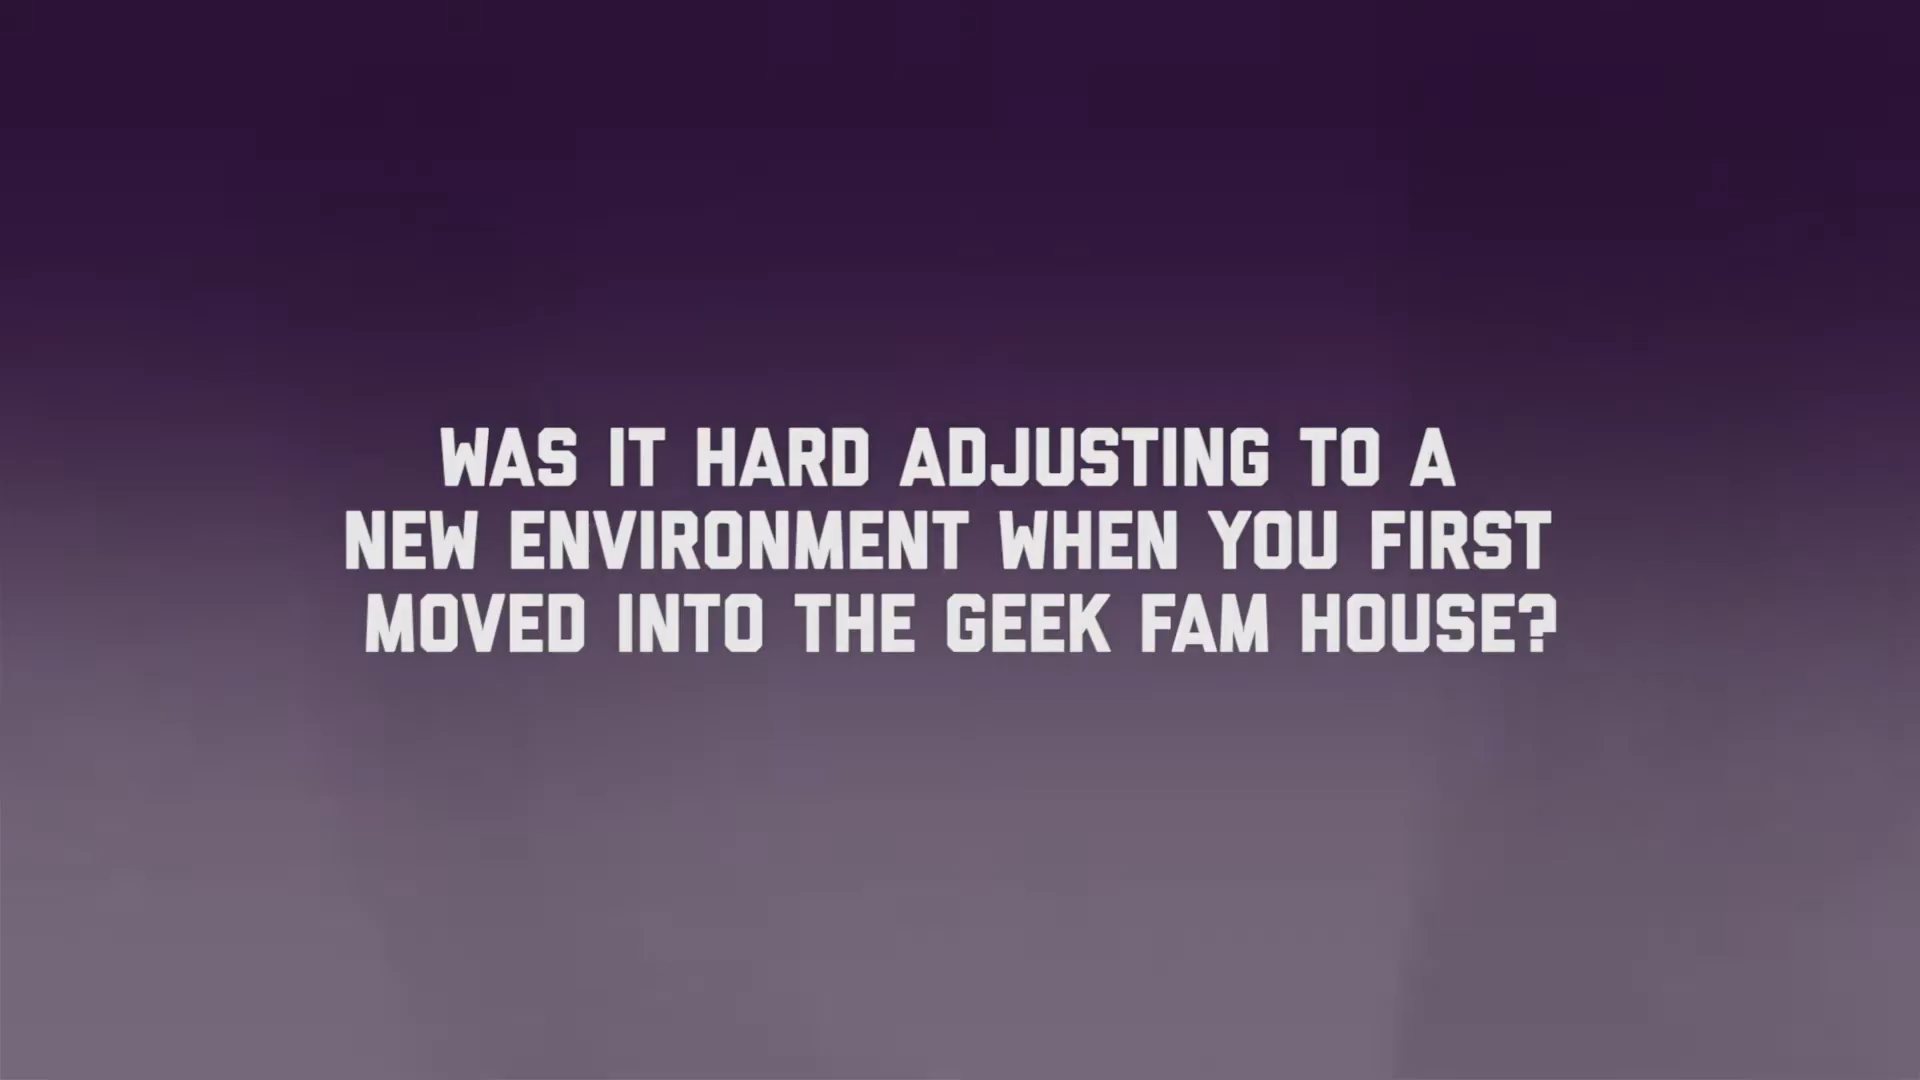 WAS IT HARD ADJUSTING TO A
NEW ENVIRONMENT WHEN YOU FIRST
MOVED INTO THE GEEK FAM HOUSE?